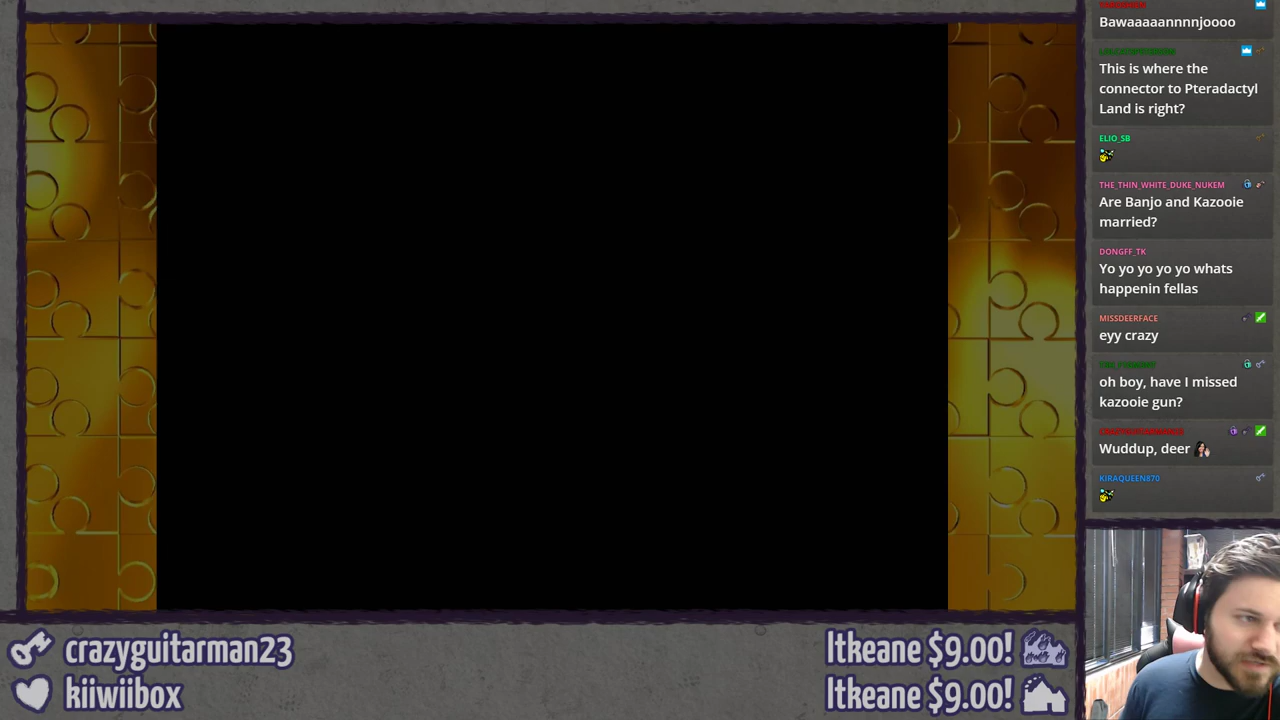 Bawaaaaannnnjoooo
This is where the
connector to Pteradactyl
Land is right?
ELIO_SB
THE_THIN_WHITE_DUKE_NUKEM
Are Banjo and Kazooie
married?
DONGFF_TK
Yo yo yo yo yo whats
happenin fellas
MISSDEERFACE
eyy crazy
oh boy, have I missed
kazooie gun?
Wuddup, deer
KIRAQUEEN870
crazyguitarman23
kiiwiibox
ltkeane $9.00!
ltkeane $9.00!